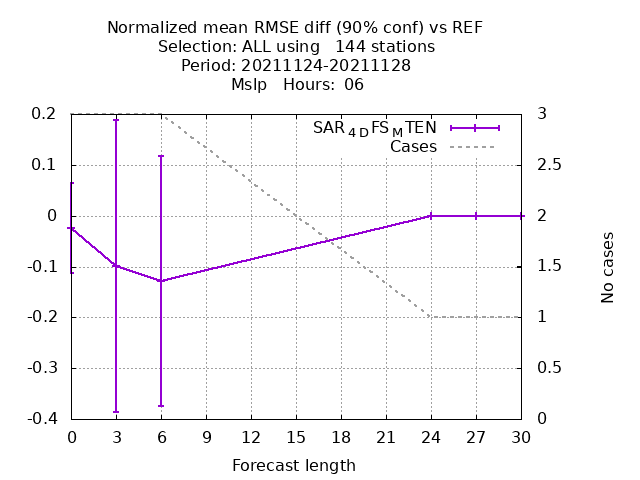 Normalized mean RMSE diff (90% conf) vs REF
Selection: ALL using   144 stations
Period: 20211124-20211128
Mslp   Hours:  06
SAR4DFSMTEN
Cases
0.2
0.1
0
-0.1
-0.2
-0.3
-0.4
3
2.5
2
1.5
1
0.5
0
No cases
0 3 6 9 12 15 18 21 24 27 30
Forecast length